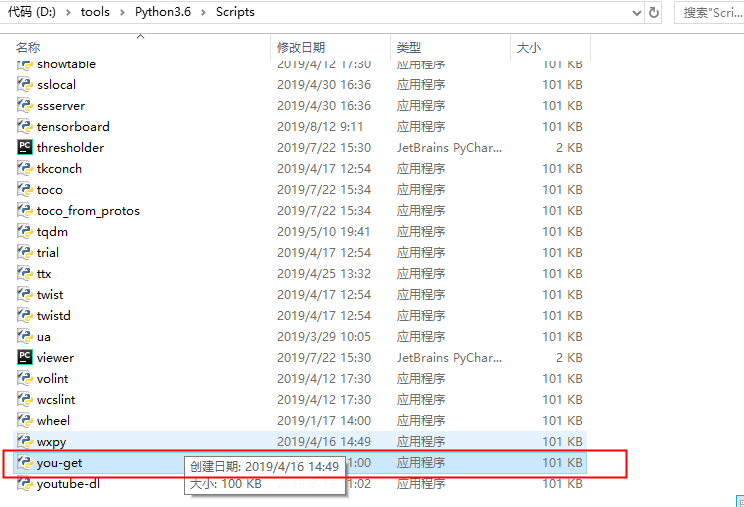 代码 (D:) > tools > Python3.6 > Scripts 搜索"Scri...
名称 修改日期 类型 大小
showtable 2019/4/12 17:30 应用程序 101 KB
sslocal 2019/4/30 16:36 应用程序 101 KB
ssserver 2019/4/30 16:36 应用程序 101 KB
tensorboard 2019/8/12 9:11 应用程序 101 KB
thresholder 2019/7/22 15:30 JetBrains PyChar... 2 KB
tkconch 2019/4/17 12:54 应用程序 101 KB
toco 2019/7/22 15:34 应用程序 101 KB
toco_from_protos 2019/7/22 15:34 应用程序 101 KB
tqdm 2019/5/10 19:41 应用程序 101 KB
trial 2019/4/17 12:54 应用程序 101 KB
ttx 2019/4/25 13:32 应用程序 101 KB
twist 2019/4/17 12:54 应用程序 101 KB
twistd 2019/4/17 12:54 应用程序 101 KB
ua 2019/3/29 10:05 应用程序 101 KB
viewer 2019/7/22 15:30 JetBrains PyChar... 2 KB
volint 2019/4/12 17:30 应用程序 101 KB
wcslint 2019/4/12 17:30 应用程序 101 KB
wheel 2019/1/17 14:00 应用程序 101 KB
wxpy 2019/4/16 14:49 应用程序 101 KB
you-get 1:00 应用程序 101 KB
创建日期: 2019/4/16 14:49
youtube-dl 1:02 应用程序 101 KB
大小: 100 KB